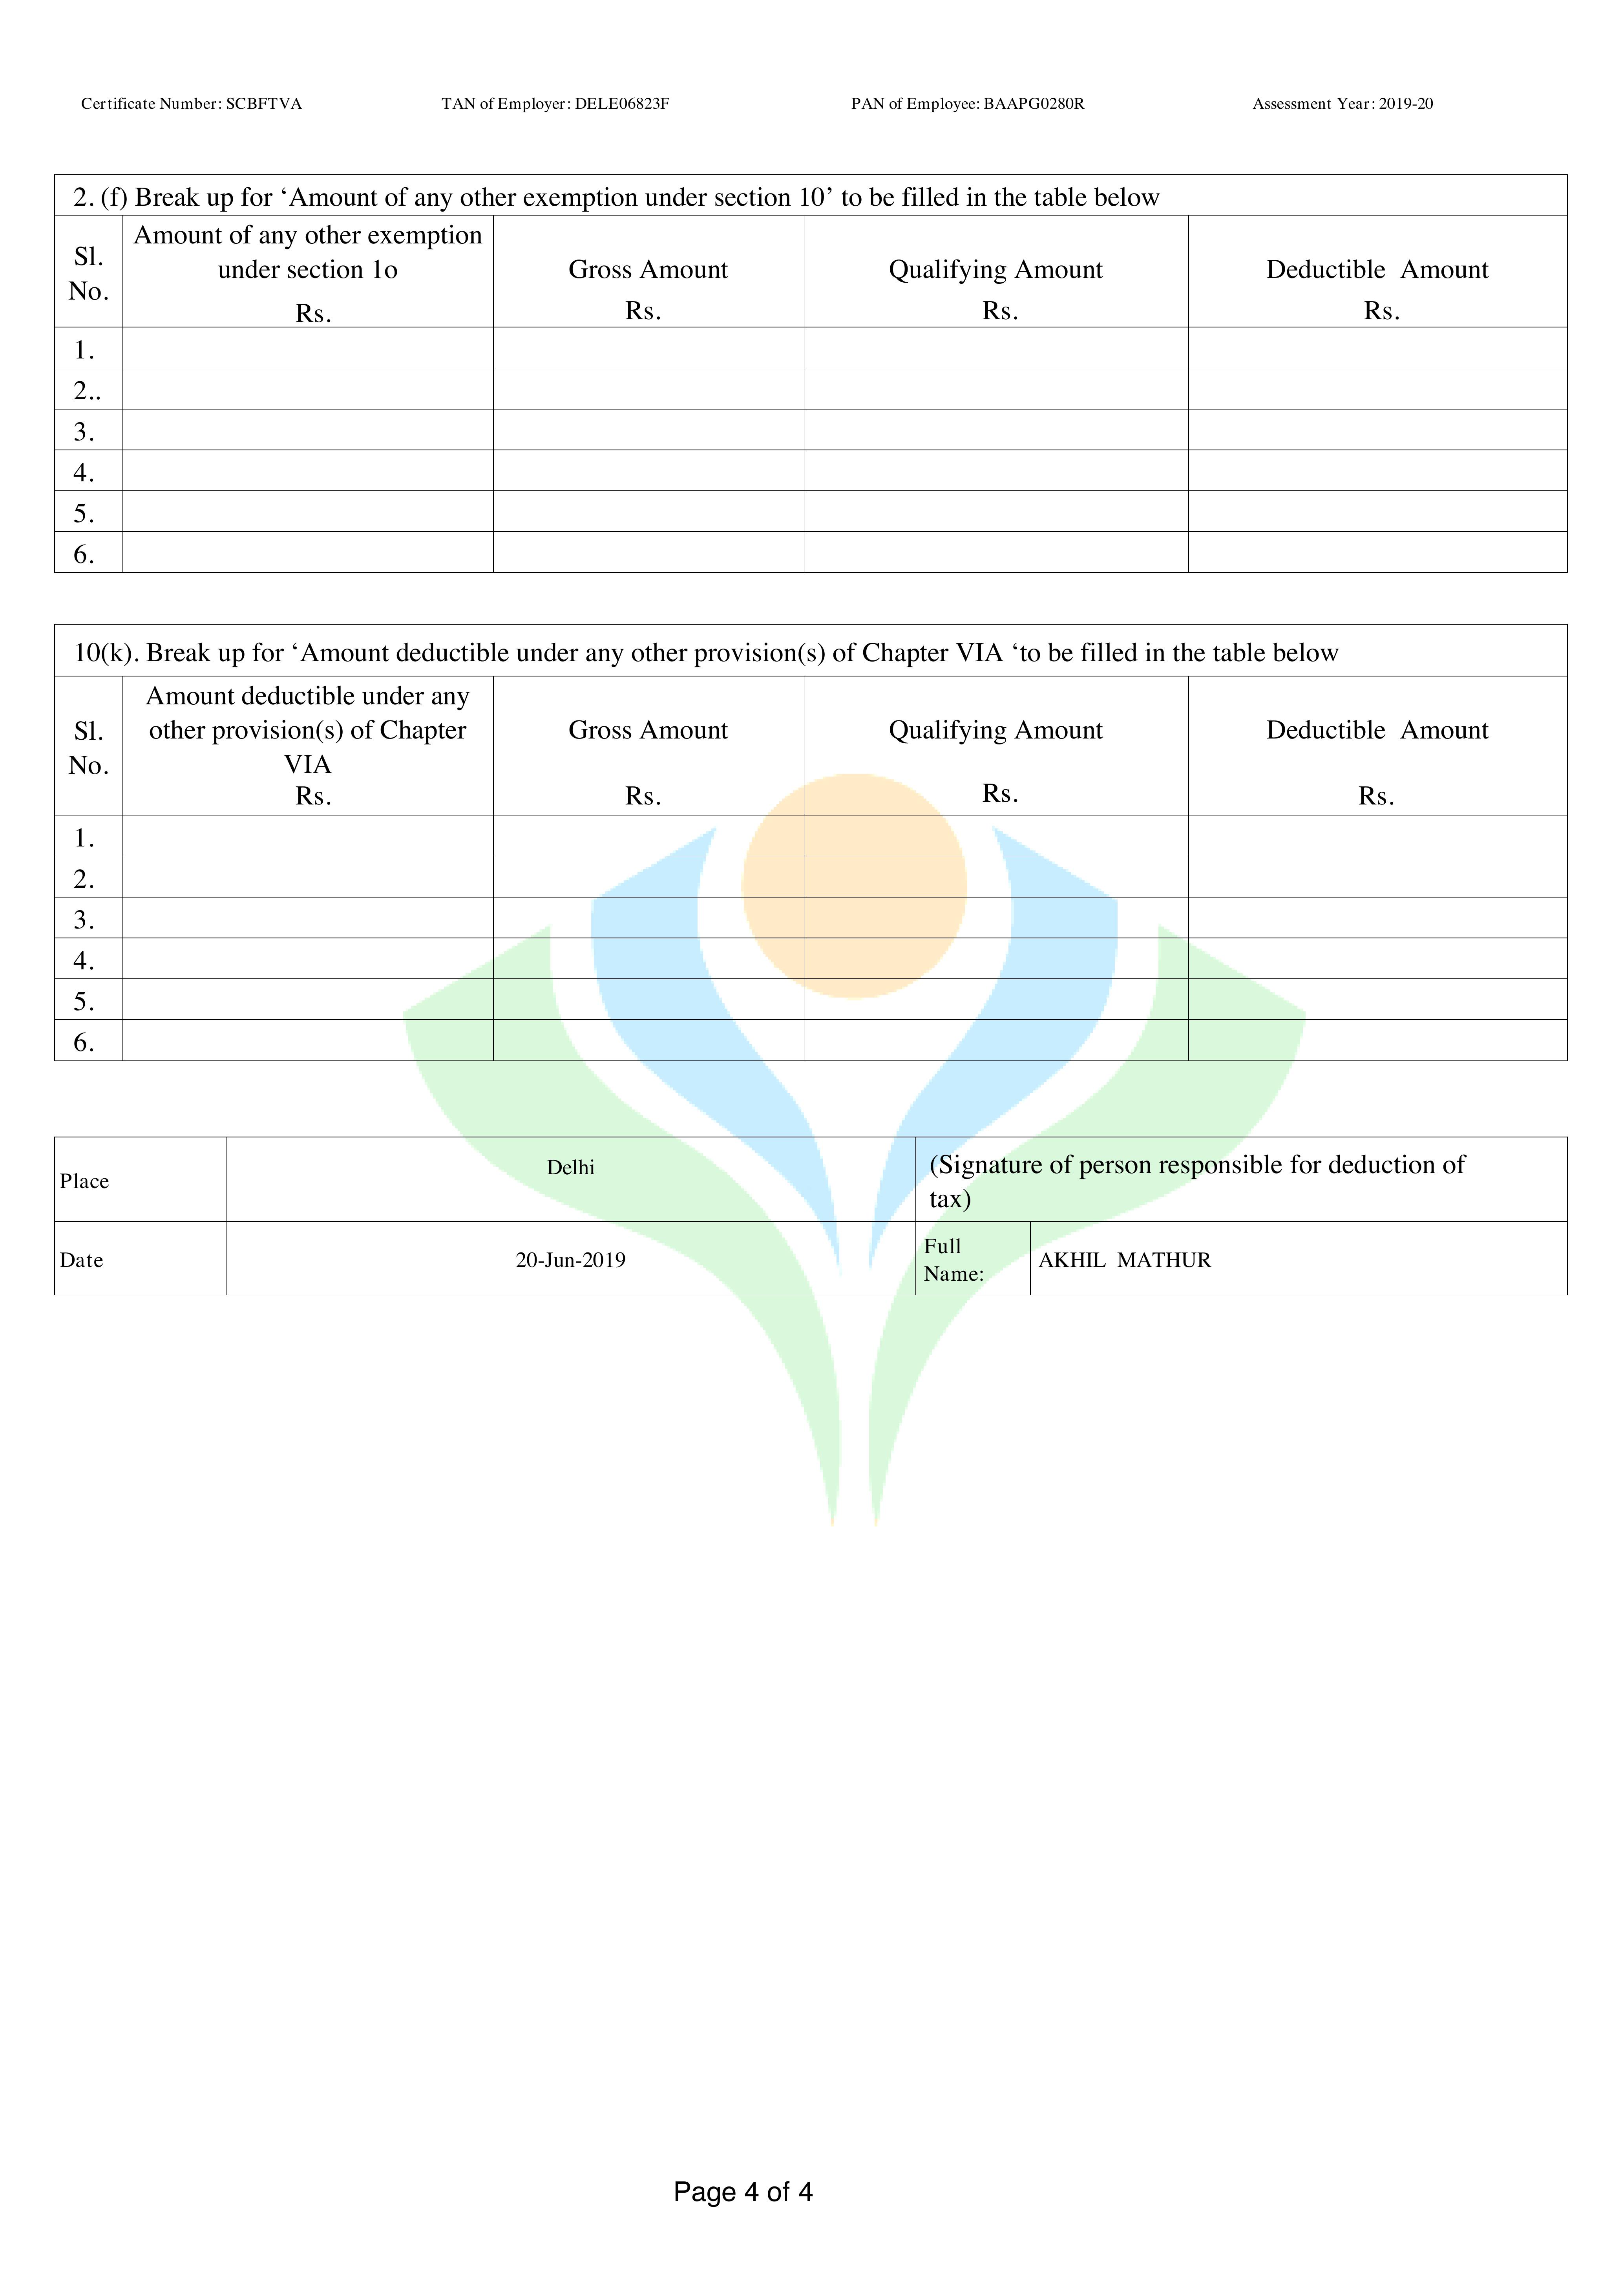 Certificate Number: SCBFTVA TAN of Employer: DELE06823F PAN of Employee: BAAPG0280R Assessment Year: 2019-20
2. (f) Break up for ‘Amount of any other exemption under section 10’ to be filled in the table below
Sl.
No.
Amount of any other exemption
under section 1o
Rs.
Gross Amount
Rs.
Qualifying Amount
Rs.
Deductible Amount
Rs.
1.
2..
3.
4.
5.
6.
10(k). Break up for ‘Amount deductible under any other provision(s) of Chapter VIA ‘to be filled in the table below
Sl.
No.
Amount deductible under any
other provision(s) of Chapter
VIA
Rs.
Gross Amount
Rs.
Qualifying Amount
Rs.
Deductible Amount
Rs.
1.
2.
3.
4.
5.
6.
Place
Delhi
(Signature of person responsible for deduction of
tax)
Date
20-Jun-2019
Full
Name:
AKHIL MATHUR
Page 4 of 4